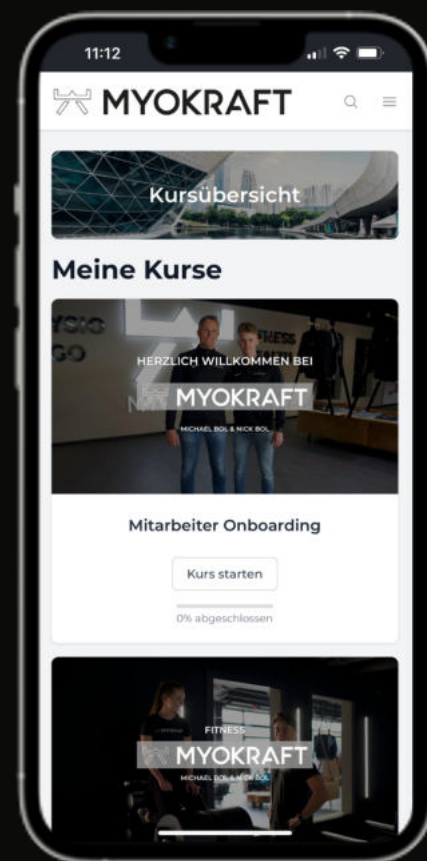 11:12
MYOKRAFT
Kursübersicht
Meine Kurse
HERZLICH WILLKOMMEN BEI
MYOKRAFT
MICHAEL BOL & NICK BOL
Mitarbeiter Onboarding
Kurs starten
0% abgeschlossen
FITNESS
MYOKRAFT
MICHAEL BOL & NICK BOL